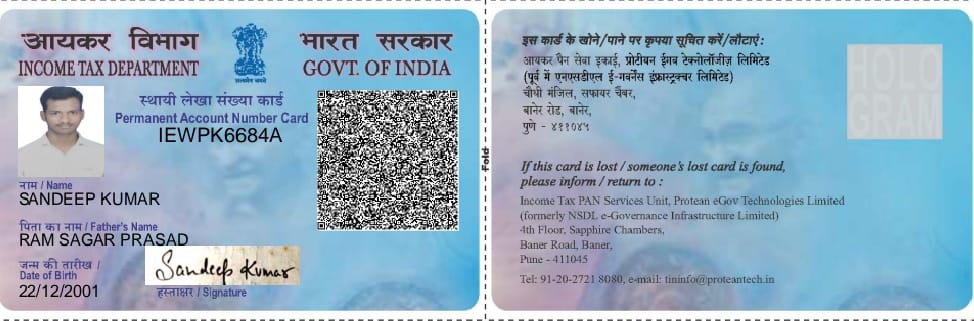 आयकर विभाग
INCOME TAX DEPARTMENT
सत्यमेव जयते
भारत सरकार
GOVT. OF INDIA
स्थायी लेखा संख्या कार्ड
Permanent Account Number Card
IEWPK6684A
नाम / Name
SANDEEP KUMAR
पिता का नाम / Father's Name
RAM SAGAR PRASAD
जन्म की तारीख /
Date of Birth
22/12/2001
Sandeep Kumar
हस्ताक्षर / Signature
Fold
इस कार्ड के खोने/पाने पर कृपया सूचित करें/लौटाएं :
आयकर पैन सेवा इकाई, प्रोटीयन ईगव टेक्नोलॉजीज़ लिमिटेड
(पूर्व में एनएसडीएल ई-गवर्नेंस इंफ्रास्ट्रक्चर लिमिटेड)
चौथी मंजिल, सफायर चैंबर,
बानेर रोड, बानेर,
पुणे - ४११०४५
HOLO
GRAM
If this card is lost / someone's lost card is found,
please inform / return to :
Income Tax PAN Services Unit, Protean eGov Technologies Limited
(formerly NSDL e-Governance Infrastructure Limited)
4th Floor, Sapphire Chambers,
Baner Road, Baner,
Pune - 411045
Tel: 91-20-2721 8080, e-mail: tininfo@proteantech.in